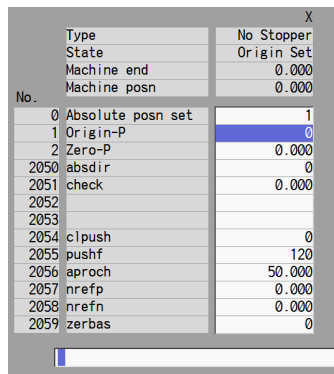 X
Type No Stopper
State Origin Set
Machine end 0.000
Machine posn 0.000
No.
0 Absolute posn set 1
1 Origin-P 0
2 Zero-P 0.000
2050 absdir 0
2051 check 0.000
2052
2053
2054 clpush 0
2055 pushf 120
2056 aproch 50.000
2057 nrefp 0.000
2058 nrefn 0.000
2059 zerbas 0